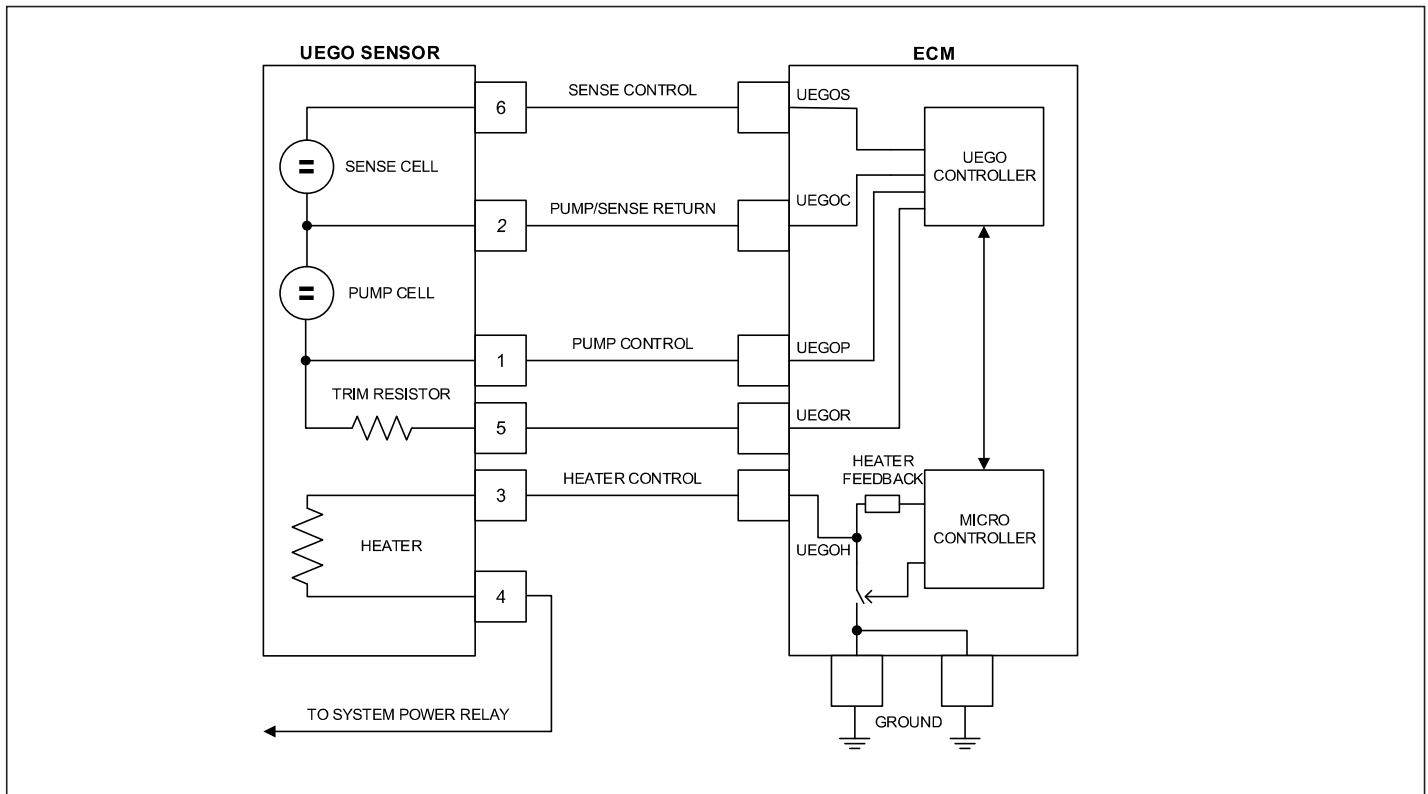 UEGO SENSOR
ECM
6
SENSE CONTROL
UEGOS
SENSE CELL
UEGO
CONTROLLER
2
PUMP/SENSE RETURN
UEGOC
PUMP CELL
1
PUMP CONTROL
UEGOP
TRIM RESISTOR
5
UEGOR
3
HEATER CONTROL
HEATER
FEEDBACK
HEATER
UEGOH
MICRO
CONTROLLER
4
TO SYSTEM POWER RELAY
GROUND